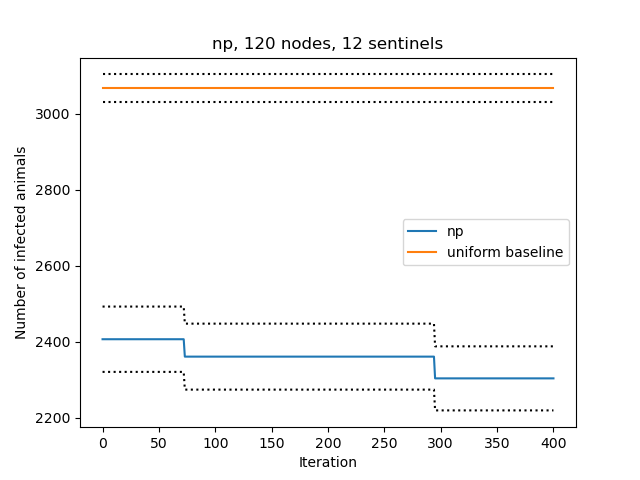 np, 120 nodes, 12 sentinels
Number of infected animals
3000
2800
2600
2400
2200
np
uniform baseline
0 50 100 150 200 250 300 350 400
Iteration